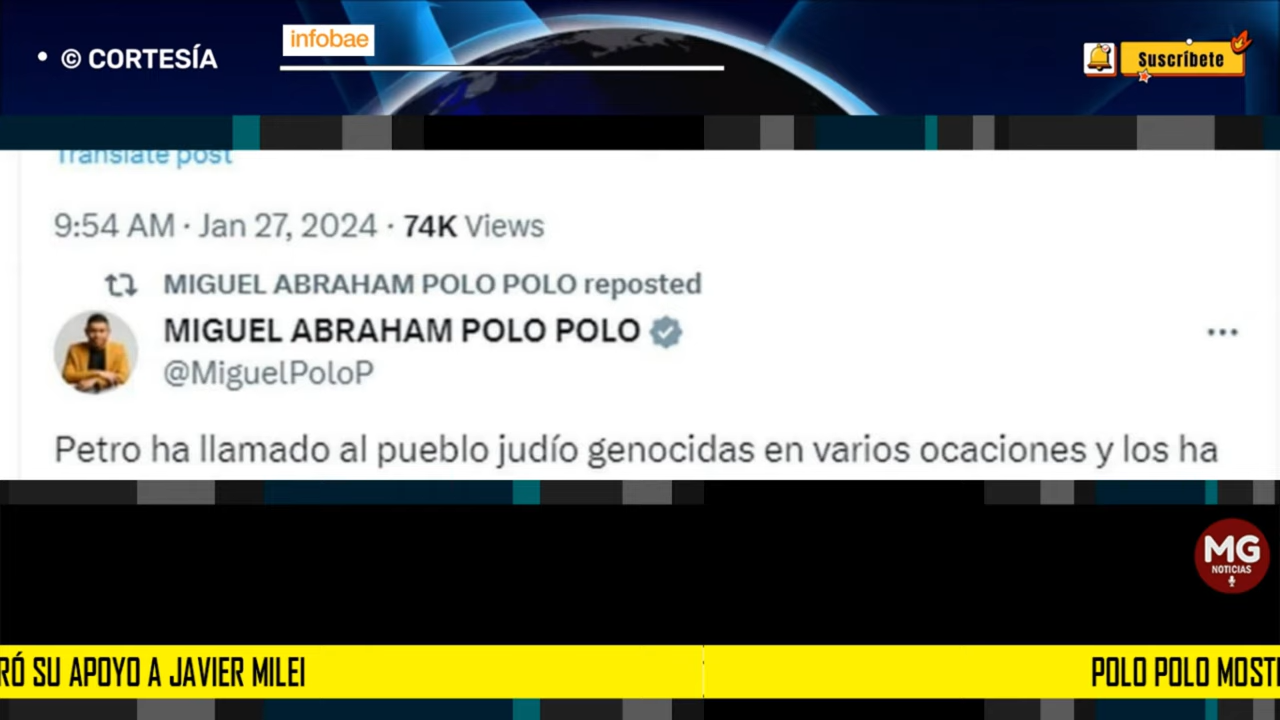 • © CORTESÍA
infobae
Suscríbete
Translate post
9:54 AM · Jan 27, 2024 · 74K Views
MIGUEL ABRAHAM POLO POLO reposted
MIGUEL ABRAHAM POLO POLO
@MiguelPoloP
Petro ha llamado al pueblo judío genocidas en varios ocaciones y los ha
MG
NOTICIAS
RÓ SU APOYO A JAVIER MILEI
POLO POLO MOST